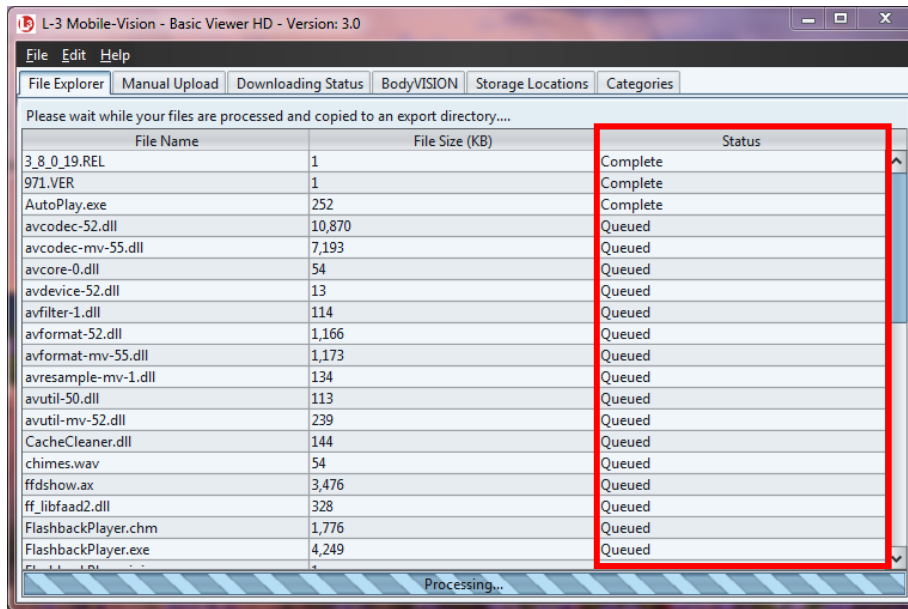 L-3 Mobile-Vision - Basic Viewer HD - Version: 3.0
File Edit Help
File Explorer Manual Upload Downloading Status BodyVISION Storage Locations Categories
Please wait while your files are processed and copied to an export directory....
File Name File Size (KB) Status
3_8_0_19.REL 1 Complete
971.VER 1 Complete
AutoPlay.exe 252 Complete
avcodec-52.dll 10,870 Queued
avcodec-mv-55.dll 7,193 Queued
avcore-0.dll 54 Queued
avdevice-52.dll 13 Queued
avfilter-1.dll 114 Queued
avformat-52.dll 1,166 Queued
avformat-mv-55.dll 1,173 Queued
avresample-mv-1.dll 134 Queued
avutil-50.dll 113 Queued
avutil-mv-52.dll 239 Queued
CacheCleaner.dll 144 Queued
chimes.wav 54 Queued
ffdshow.ax 3,476 Queued
ff_libfaad2.dll 328 Queued
FlashbackPlayer.chm 1,776 Queued
FlashbackPlayer.exe 4,249 Queued
Processing...